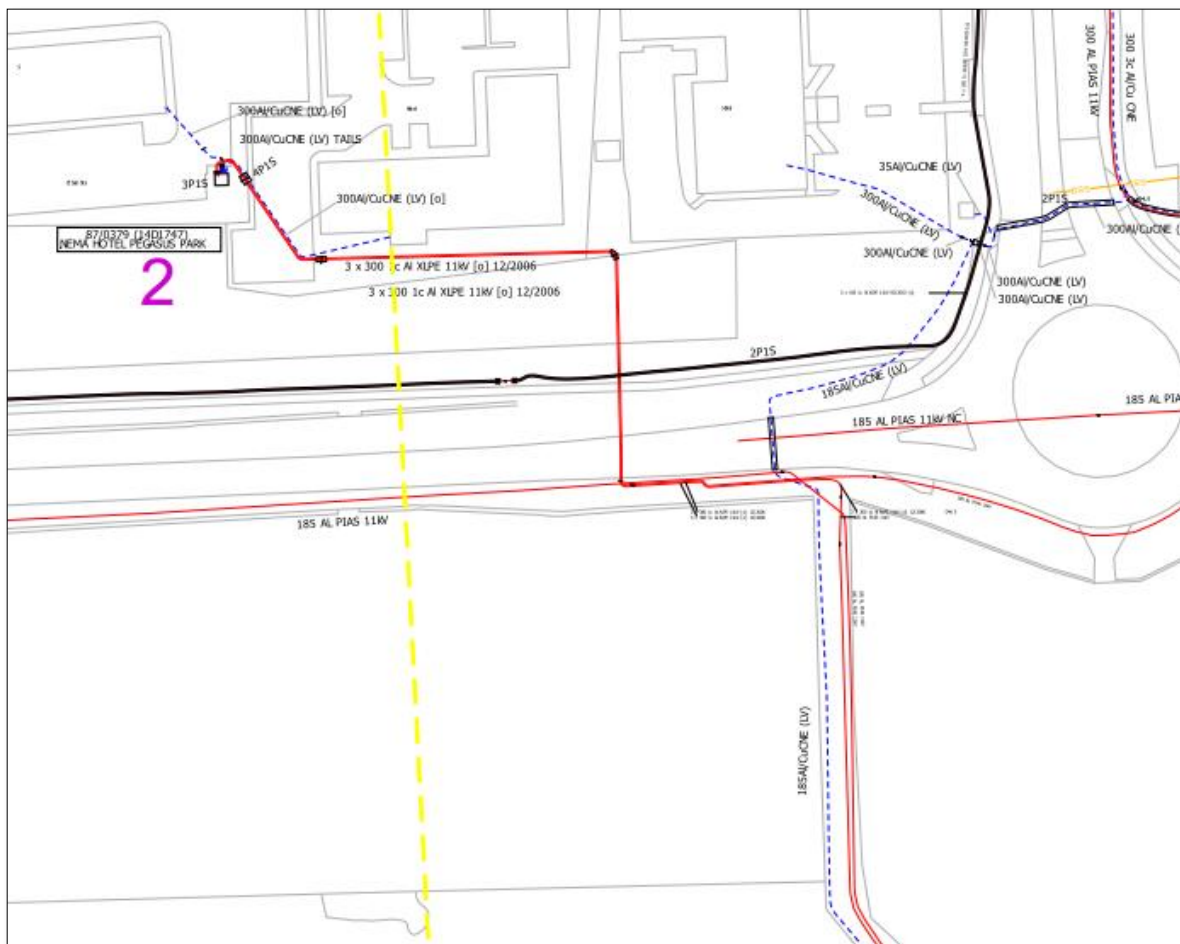 300 AL PIAS 11kV
300 3c Al/Cu CNE
300Al/CuCNE (LV) [o]
300Al/CuCNE (LV) TAILS
4P1S
3P1S
35Al/CuCNE (LV)
300Al/CuCNE (LV) [o]
300Al/CuCNE (LV)
2P1S
87/0379 (14D1747)
NEMA HOTEL PEGASUS PARK
300Al/CuCNE (LV)
300Al/CuCNE (
2
3 x 300 1c Al XLPE 11kV [o] 12/2006
300Al/CuCNE (LV)
3 x 300 1c Al XLPE 11kV [o] 12/2006
300Al/CuCNE (LV)
2P1S
185Al/CuCNE (LV)
185 AL PIA
185 AL PIAS 11kV NC
185 AL PIAS 11kV
185Al/CuCNE (LV)